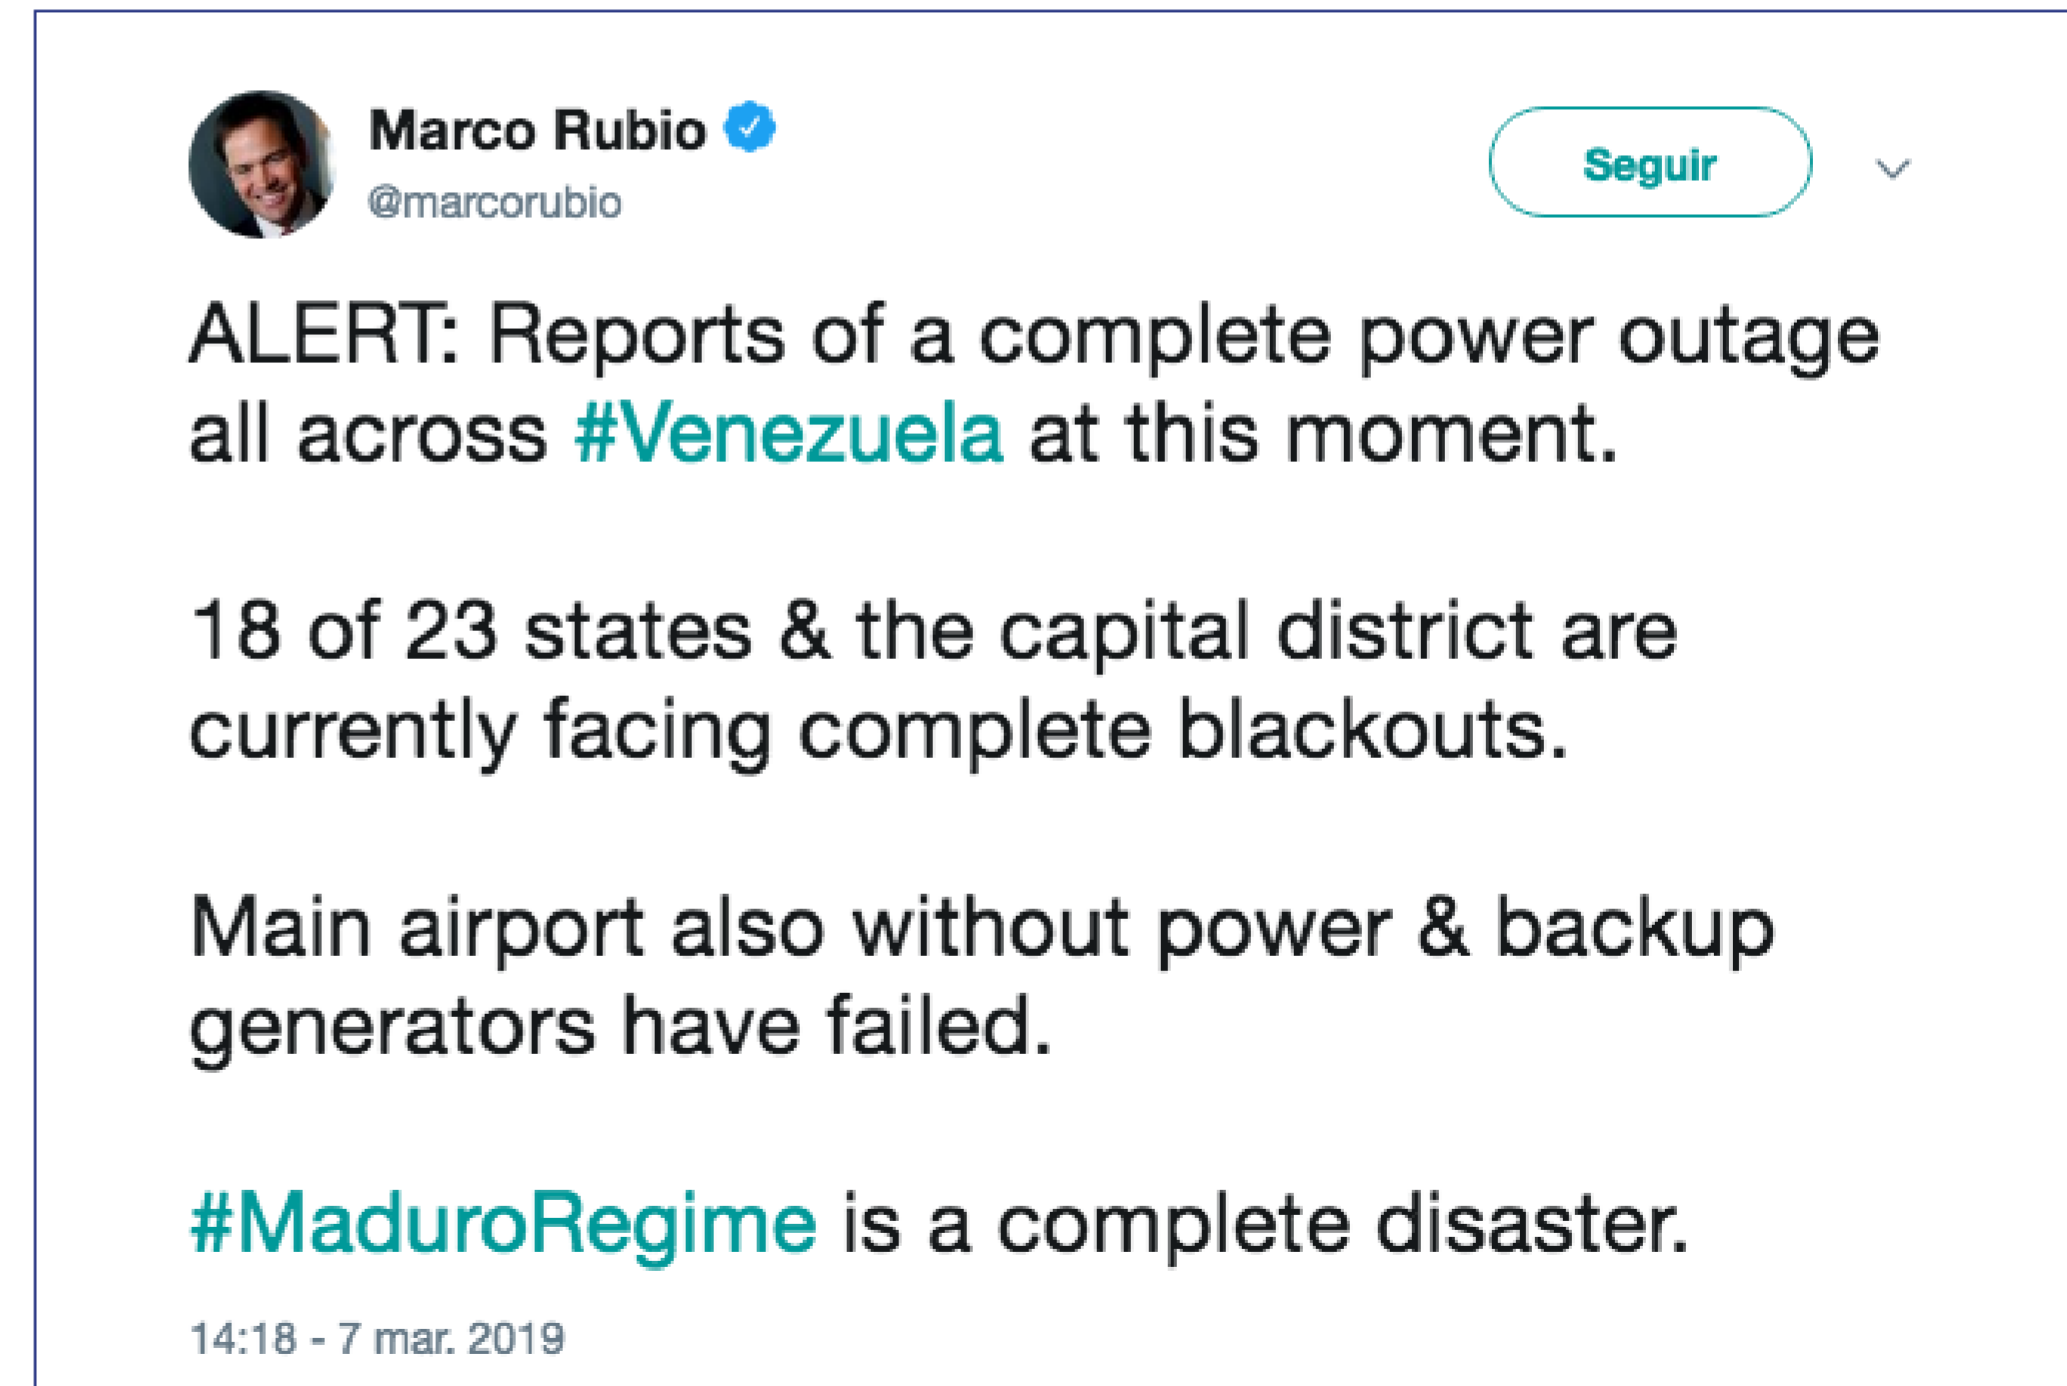 Marco Rubio
@marcorubio
Seguir
ALERT: Reports of a complete power outage
all across #Venezuela at this moment.
18 of 23 states & the capital district are
currently facing complete blackouts.
Main airport also without power & backup
generators have failed.
#MaduroRegime is a complete disaster.
14:18 - 7 mar. 2019